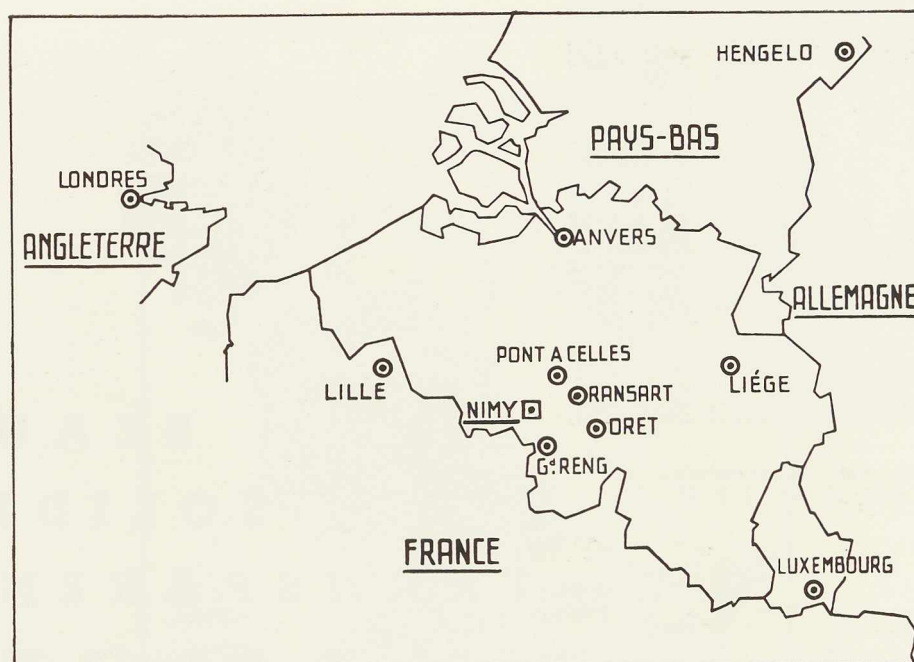 HENGELO
PAYS-BAS
LONDRES
ANGLETERRE
ANVERS
ALLEMAGNE
PONT A CELLES
LILLE
RANSART
LIÉGE
NIMY
ORET
Gd. RENG
FRANCE
LUXEMBOURG